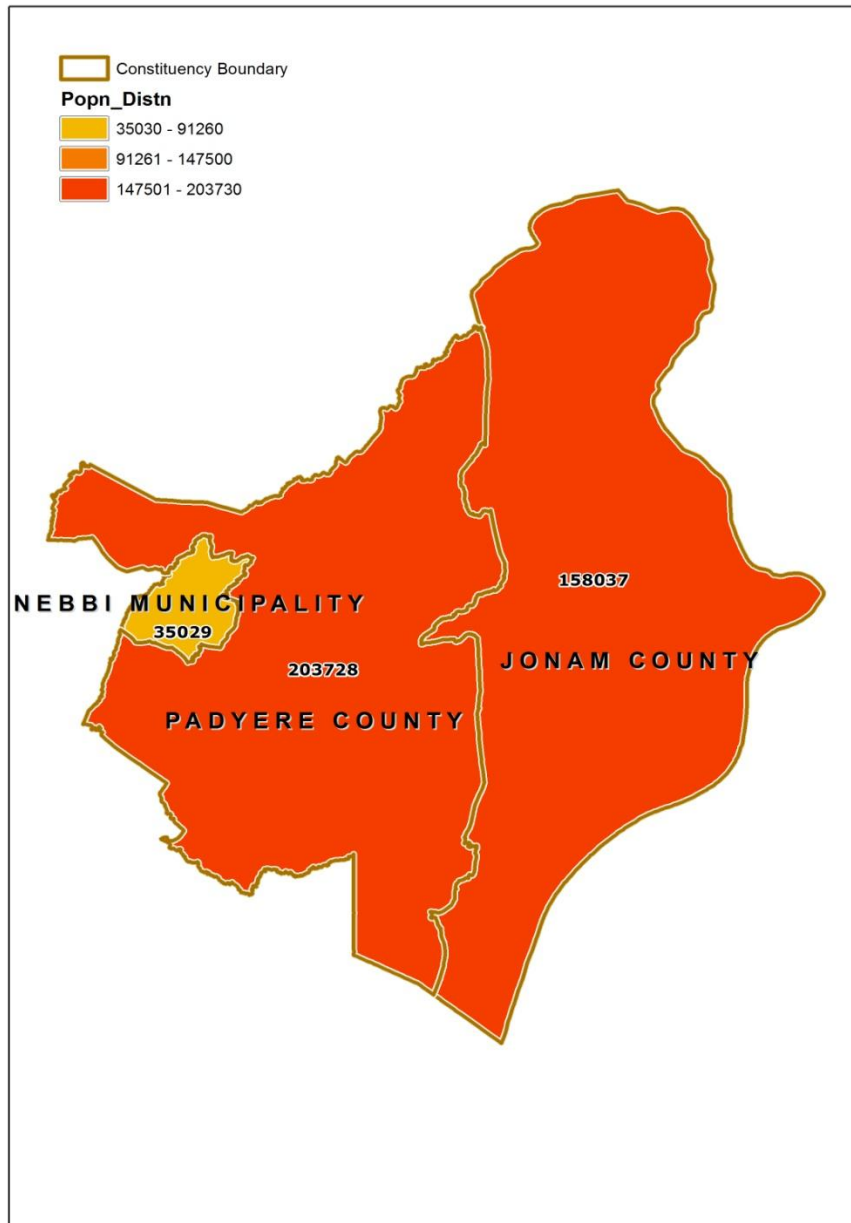 Constituency Boundary
Popn_Distn
35030 - 91260
91261 - 147500
147501 - 203730
158037
NEBBI MUNICIPALITY
35029
JONAM COUNTY
203728
PADYERE COUNTY